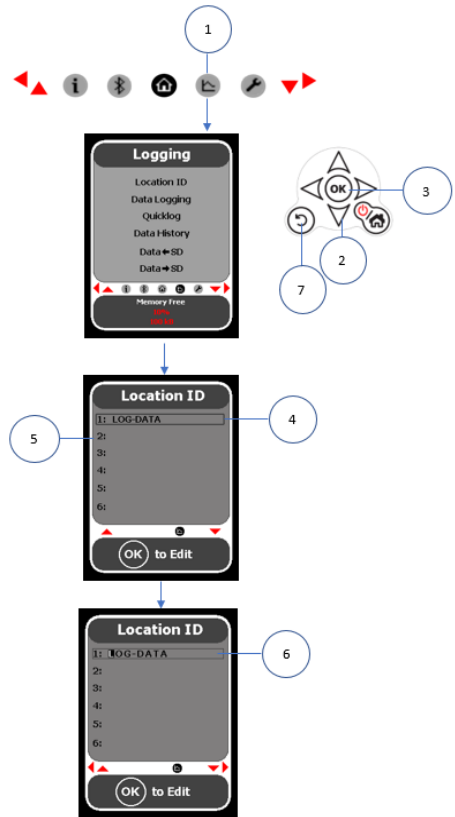 1
Logging
Location ID
Data Logging
Quicklog
Data History
Data←SD
Data→SD
Memory Free
OK
3
2
7
Location ID
1: LOG-DATA
2:
3:
4:
5:
6:
4
5
OK to Edit
Location ID
1: LOG-DATA
2:
3:
4:
5:
6:
6
OK to Edit